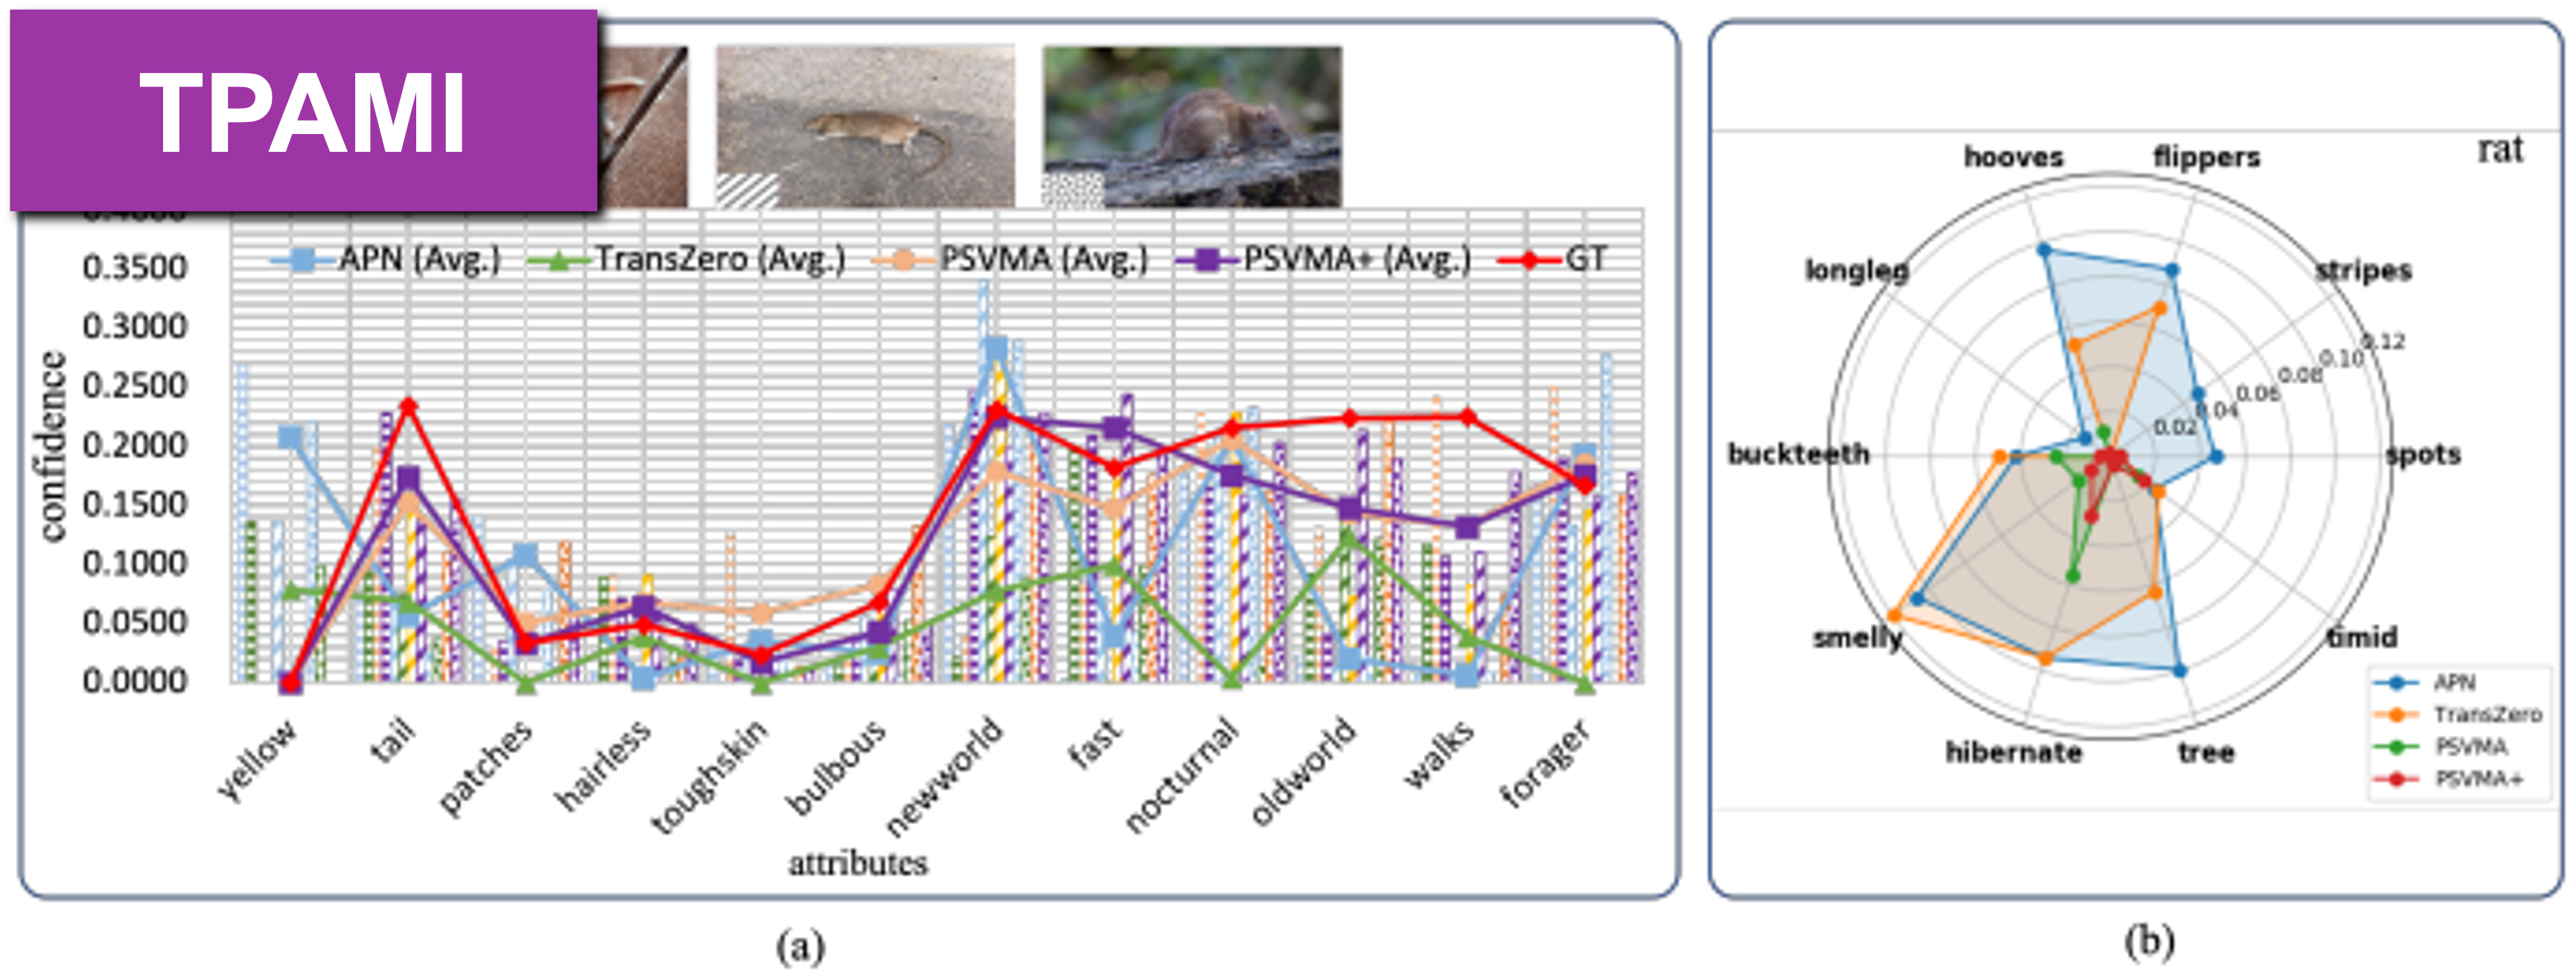 TPAMI
0.4000
APN (Avg.) TransZero (Avg.) PSVMA (Avg.) PSVMA+ (Avg.) GT
0.3500
0.3000
0.2500
0.2000
0.1500
0.1000
0.0500
0.0000
confidence
yellow tail patches hairless toughskin bulbous newworld fast nocturnal oldworld walks forager
attributes
(a)
rat
hooves flippers
longleg stripes
0.12
0.10
0.08
0.06
0.04
0.02
buckteeth spots
smelly timid
hibernate tree
APN
TransZero
PSVMA
PSVMA+
(b)